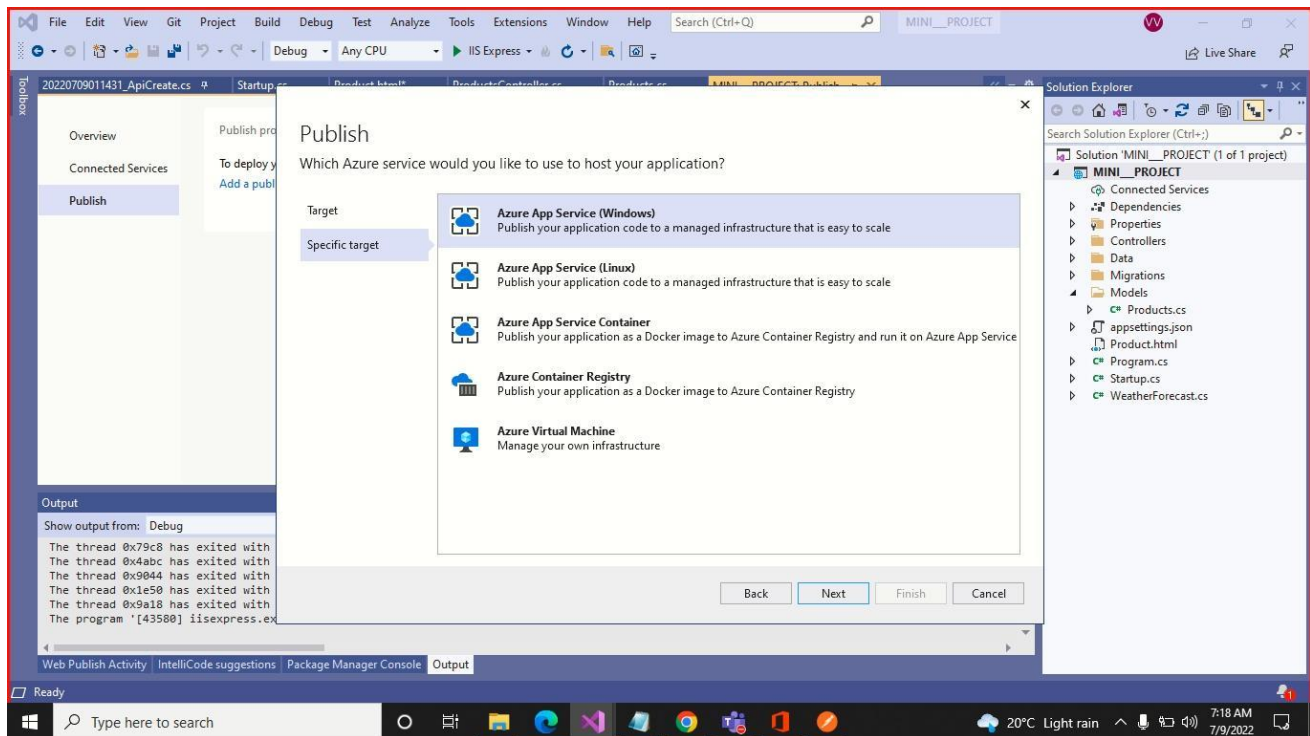 File Edit View Git Project Build Debug Test Analyze Tools Extensions Window Help Search (Ctrl+Q) MINI__PROJECT VV
Debug Any CPU IIS Express Live Share
Toolbox
20220709011431_ApiCreate.cs Startup.cs Product.html* ProductsController.cs Products.cs MINI__PROJECT: Publish
Overview
Connected Services
Publish
Publish pro
To deploy y
Add a publ
Publish
Which Azure service would you like to use to host your application?
Target
Specific target
Azure App Service (Windows)
Publish your application code to a managed infrastructure that is easy to scale
Azure App Service (Linux)
Publish your application code to a managed infrastructure that is easy to scale
Azure App Service Container
Publish your application as a Docker image to Azure Container Registry and run it on Azure App Service
Azure Container Registry
Publish your application as a Docker image to Azure Container Registry
Azure Virtual Machine
Manage your own infrastructure
Back Next Finish Cancel
Solution Explorer
Search Solution Explorer (Ctrl+;)
Solution 'MINI__PROJECT' (1 of 1 project)
MINI__PROJECT
Connected Services
Dependencies
Properties
Controllers
Data
Migrations
Models
C# Products.cs
appsettings.json
Product.html
C# Program.cs
C# Startup.cs
C# WeatherForecast.cs
Output
Show output from: Debug
The thread 0x79c8 has exited with
The thread 0x4abc has exited with
The thread 0x9044 has exited with
The thread 0x1e50 has exited with
The thread 0x9a18 has exited with
The program '[43580] iisexpress.ex
Web Publish Activity IntelliCode suggestions Package Manager Console Output
Ready 1
Type here to search 20°C Light rain 7:18 AM
7/9/2022